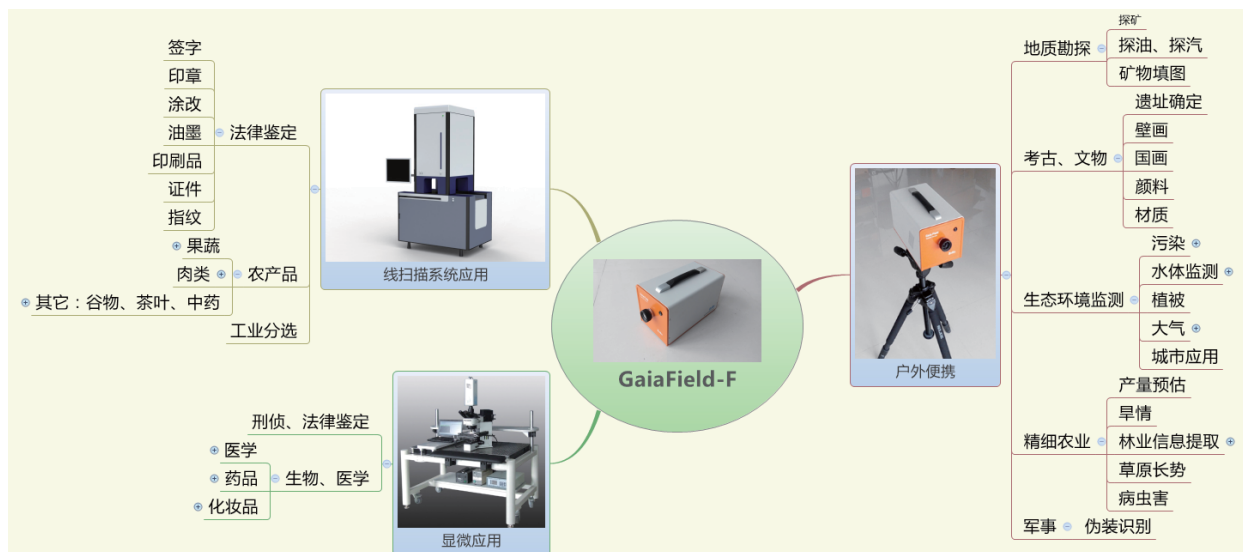 签字
印章
涂改
油墨
印刷品
证件
指纹
法律鉴定
果蔬
肉类
其它：谷物、茶叶、中药
农产品
工业分选
线扫描系统应用
刑侦、法律鉴定
医学
药品
化妆品
生物、医学
显微应用
GaiaField-F
户外便携
地质勘探
探矿
探油、探汽
矿物填图
考古、文物
遗址确定
壁画
国画
颜料
材质
生态环境监测
污染
水体监测
植被
大气
城市应用
精细农业
产量预估
旱情
林业信息提取
草原长势
病虫害
军事
伪装识别